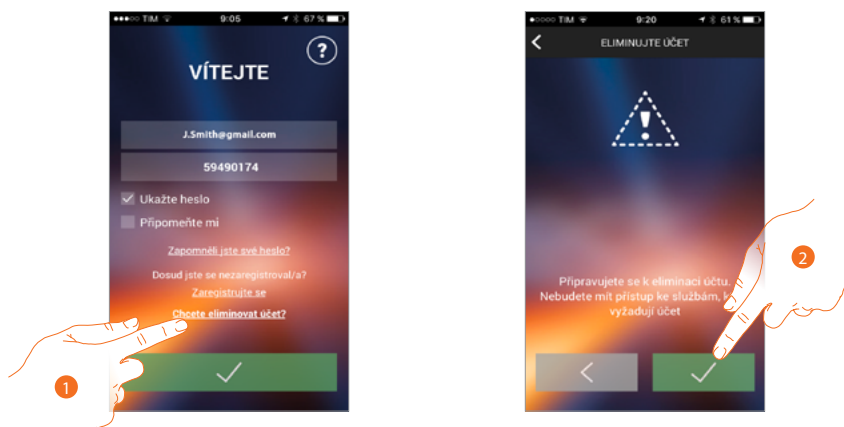 TIM 9:05 67 %
?
VÍTEJTE
J.Smith@gmail.com
59490174
Ukažte heslo
Připomeňte mi
Zapomněli jste své heslo?
Dosud jste se nezaregistroval/a?
Zaregistrujte se
Chcete eliminovat účet?
1
TIM 9:20 61 %
ELIMINUJTE ÚČET
!
Připravujete se k eliminaci účtu.
Nebudete mít přístup ke službám, k
vyžadují účet
2